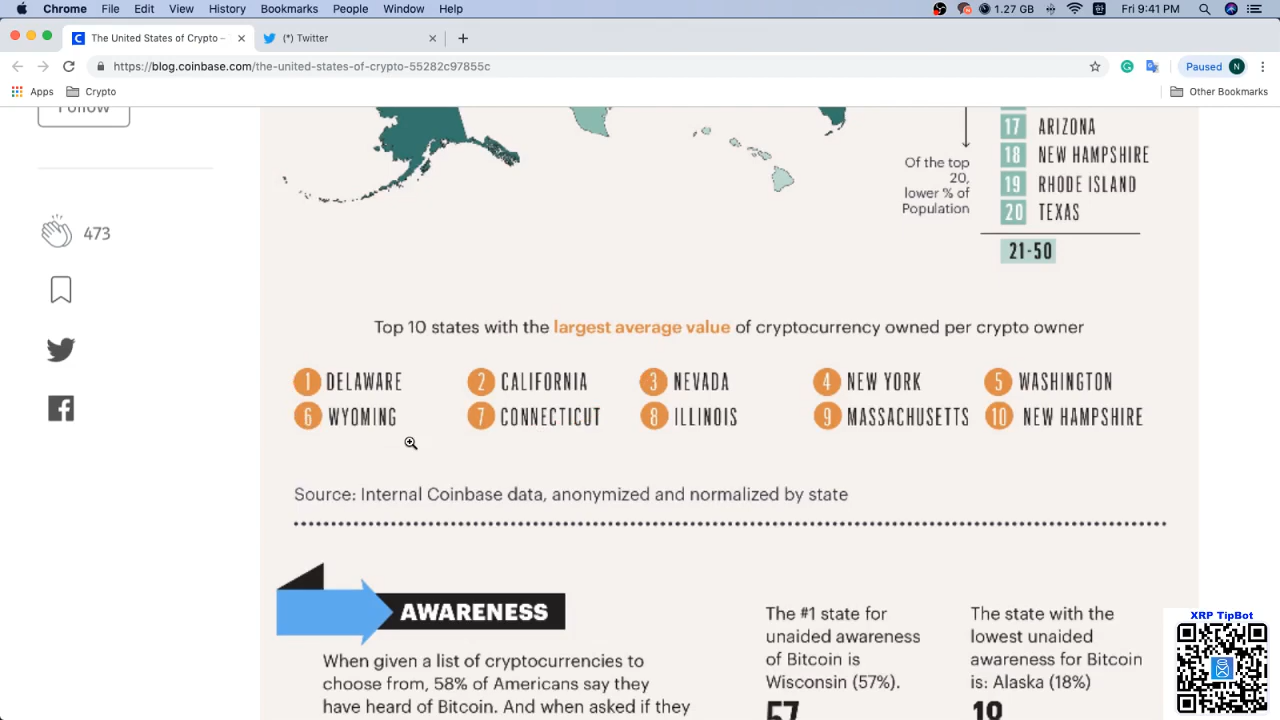 Chrome File Edit View History Bookmarks People Window Help 1.27 GB Fri 9:41 PM
The United States of Crypto – (*) Twitter
https://blog.coinbase.com/the-united-states-of-crypto-55282c97855c Paused N
Apps Crypto Other Bookmarks
Follow
473
17 ARIZONA
18 NEW HAMPSHIRE
19 RHODE ISLAND
20 TEXAS
21-50
Of the top
20,
lower % of
Population
Top 10 states with the largest average value of cryptocurrency owned per crypto owner
1 DELAWARE 2 CALIFORNIA 3 NEVADA 4 NEW YORK 5 WASHINGTON
6 WYOMING 7 CONNECTICUT 8 ILLINOIS 9 MASSACHUSETTS 10 NEW HAMPSHIRE
Source: Internal Coinbase data, anonymized and normalized by state
AWARENESS
When given a list of cryptocurrencies to
choose from, 58% of Americans say they
have heard of Bitcoin. And when asked if they
The #1 state for
unaided awareness
of Bitcoin is
Wisconsin (57%).
57
The state with the
lowest unaided
awareness for Bitcoin
is: Alaska (18%)
18
XRP TipBot